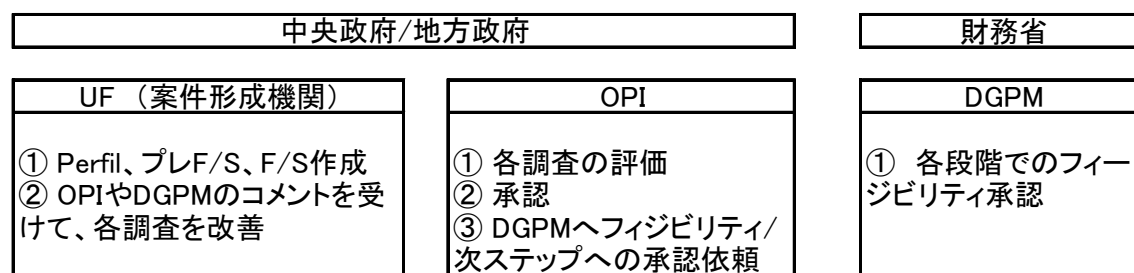 中央政府/地方政府
財務省
UF （案件形成機関）
① Perfil、プレF/S、F/S作成
② OPIやDGPMのコメントを受
けて、各調査を改善
OPI
① 各調査の評価
② 承認
③ DGPMへフィジビリティ/
次ステップへの承認依頼
DGPM
① 各段階でのフィー
ジビリティ承認